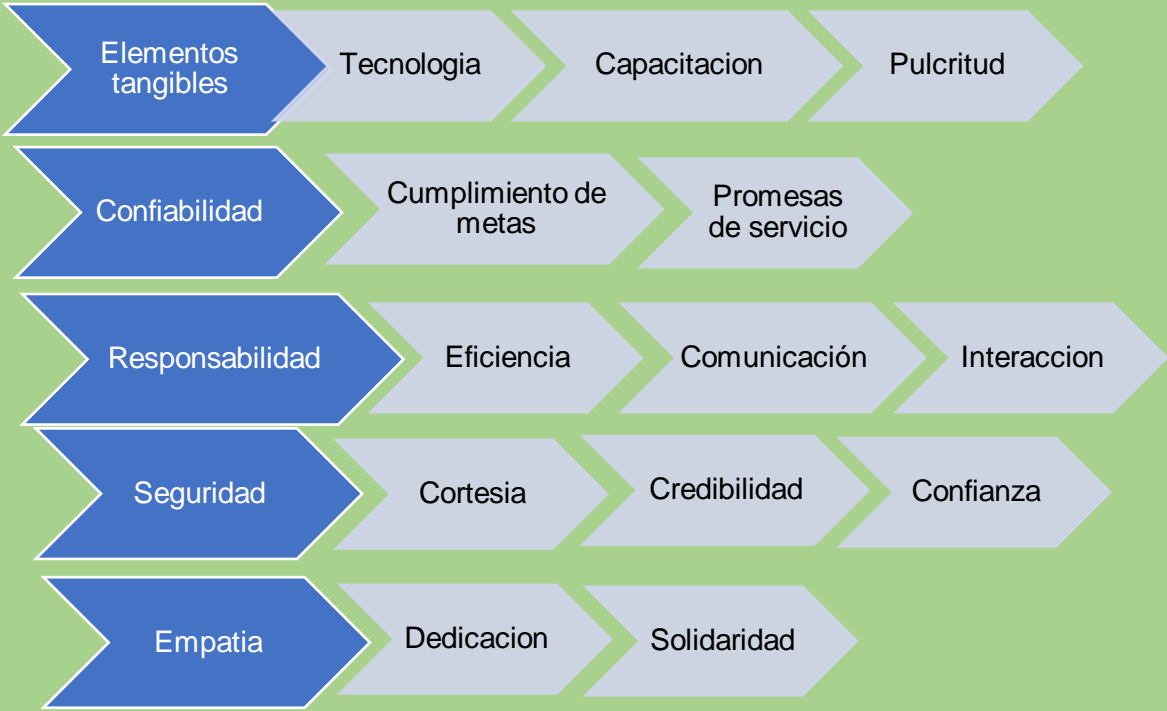 Elementos
tangibles
Tecnologia
Capacitacion
Pulcritud
Confiabilidad
Cumplimiento de
metas
Promesas
de servicio
Responsabilidad
Eficiencia
Comunicación
Interaccion
Seguridad
Cortesia
Credibilidad
Confianza
Empatia
Dedicacion
Solidaridad